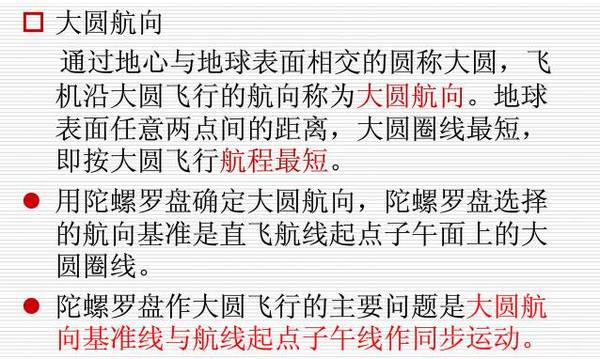 大圆航向
通过地心与地球表面相交的圆称大圆，飞
机沿大圆飞行的航向称为大圆航向。地球
表面任意两点间的距离，大圆圈线最短，
即按大圆飞行航程最短。
用陀螺罗盘确定大圆航向，陀螺罗盘选择
的航向基准是直飞航线起点子午面上的大
圆圈线。
陀螺罗盘作大圆飞行的主要问题是大圆航
向基准线与航线起点子午线作同步运动。